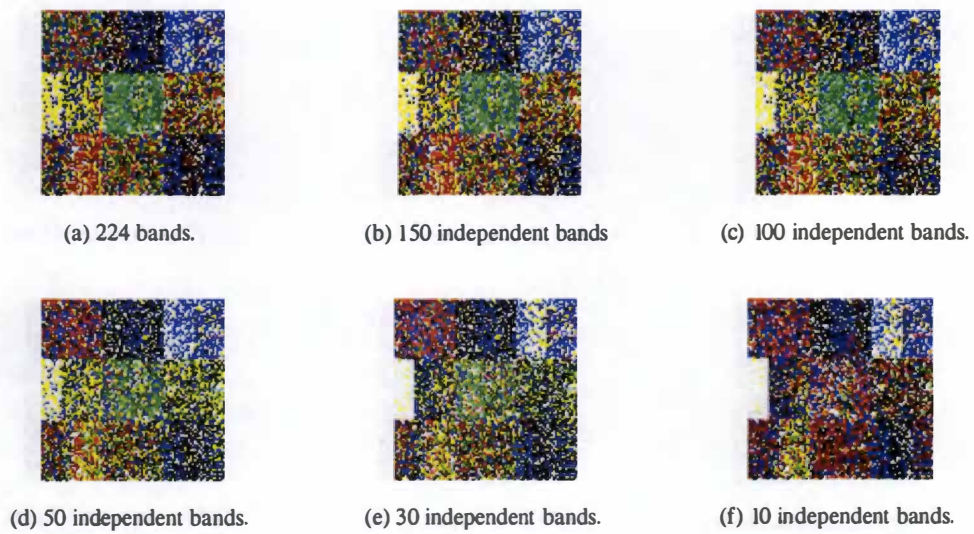 (a) 224 bands.
(b) 150 independent bands
(c) 100 independent bands.
(d) 50 independent bands.
(e) 30 independent bands.
(f) 10 independent bands.